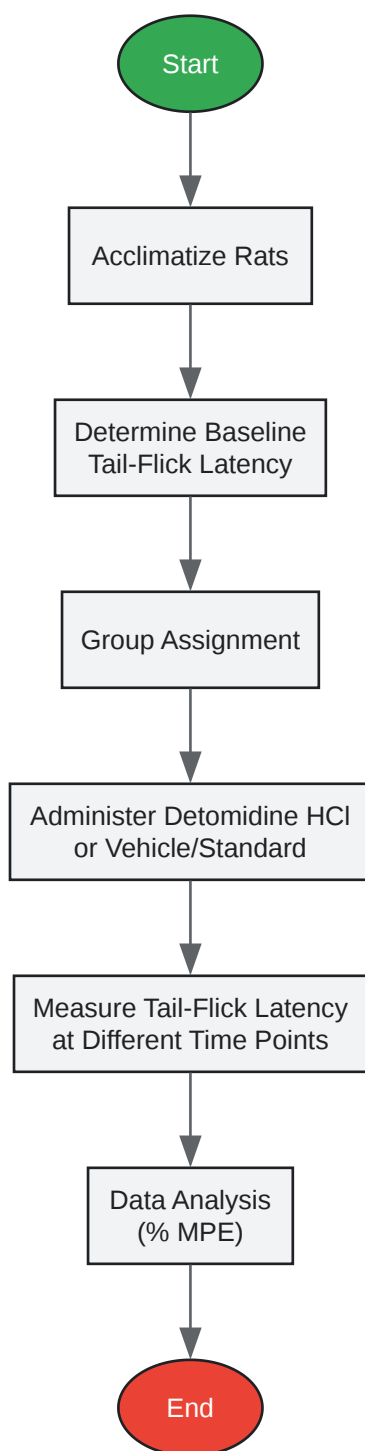 Start
Acclimatize Rats
Determine Baseline
Tail-Flick Latency
Group Assignment
Administer Detomidine HCl
or Vehicle/Standard
Measure Tail-Flick Latency
at Different Time Points
Data Analysis
(% MPE)
End